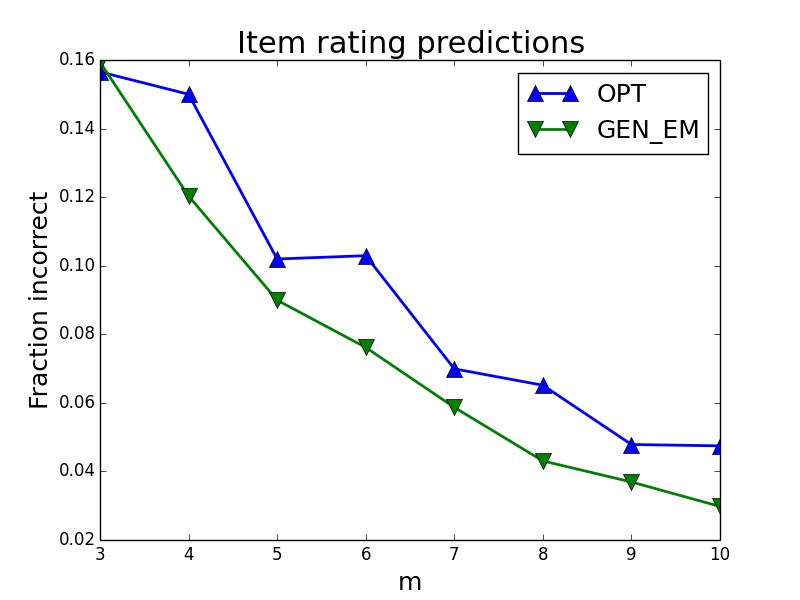 Item rating predictions
OPT
GEN_EM
Fraction incorrect
0.16
0.14
0.12
0.10
0.08
0.06
0.04
0.02
3 4 5 6 7 8 9 10
m